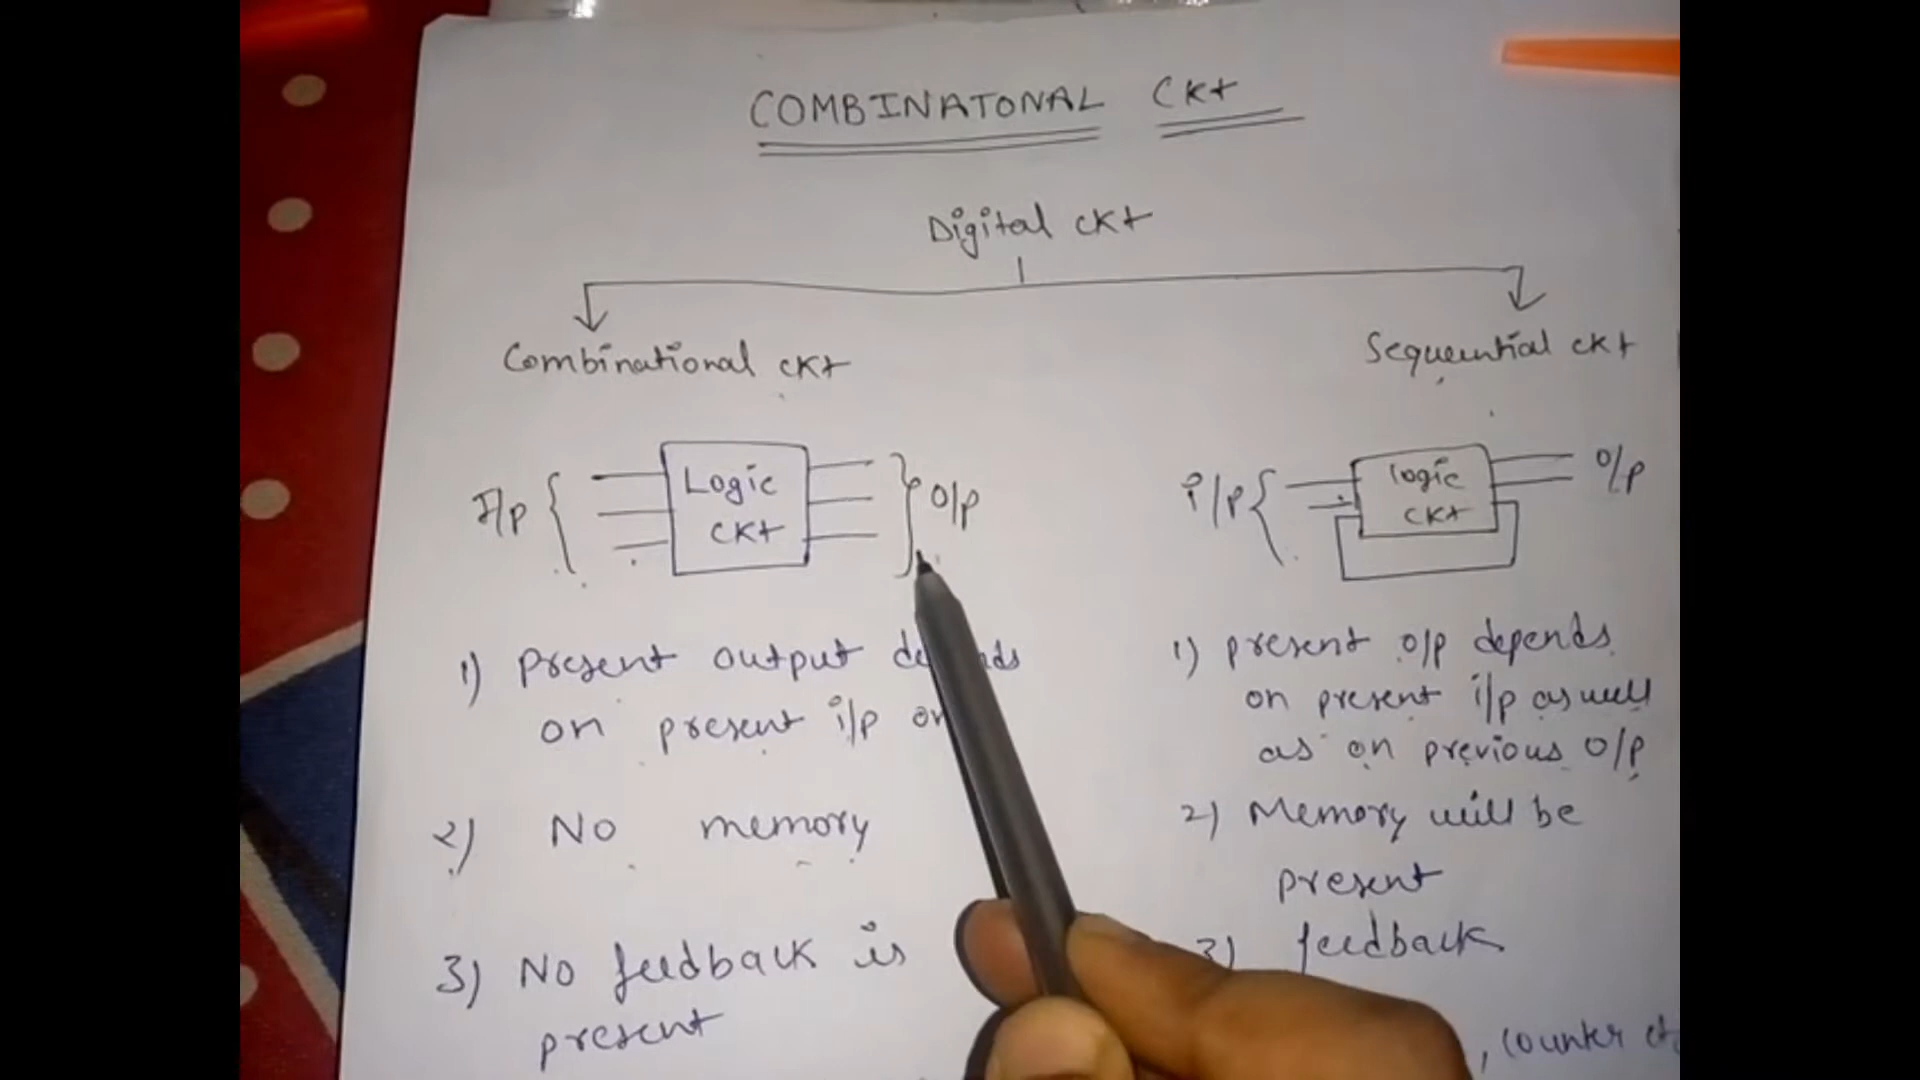 COMBINATONAL CKt
Digital CKt
Combinational CKt
Sequential CKt
I/p
Logic
CKt
O/p
i/p
logic
CKt
O/p
1) Present output
on present i/p
2) No memory
3) No feedback is
present
1) present o/p depends
on present i/p as well
as on previous O/p
2) Memory will be
present
3) feedback
, counter